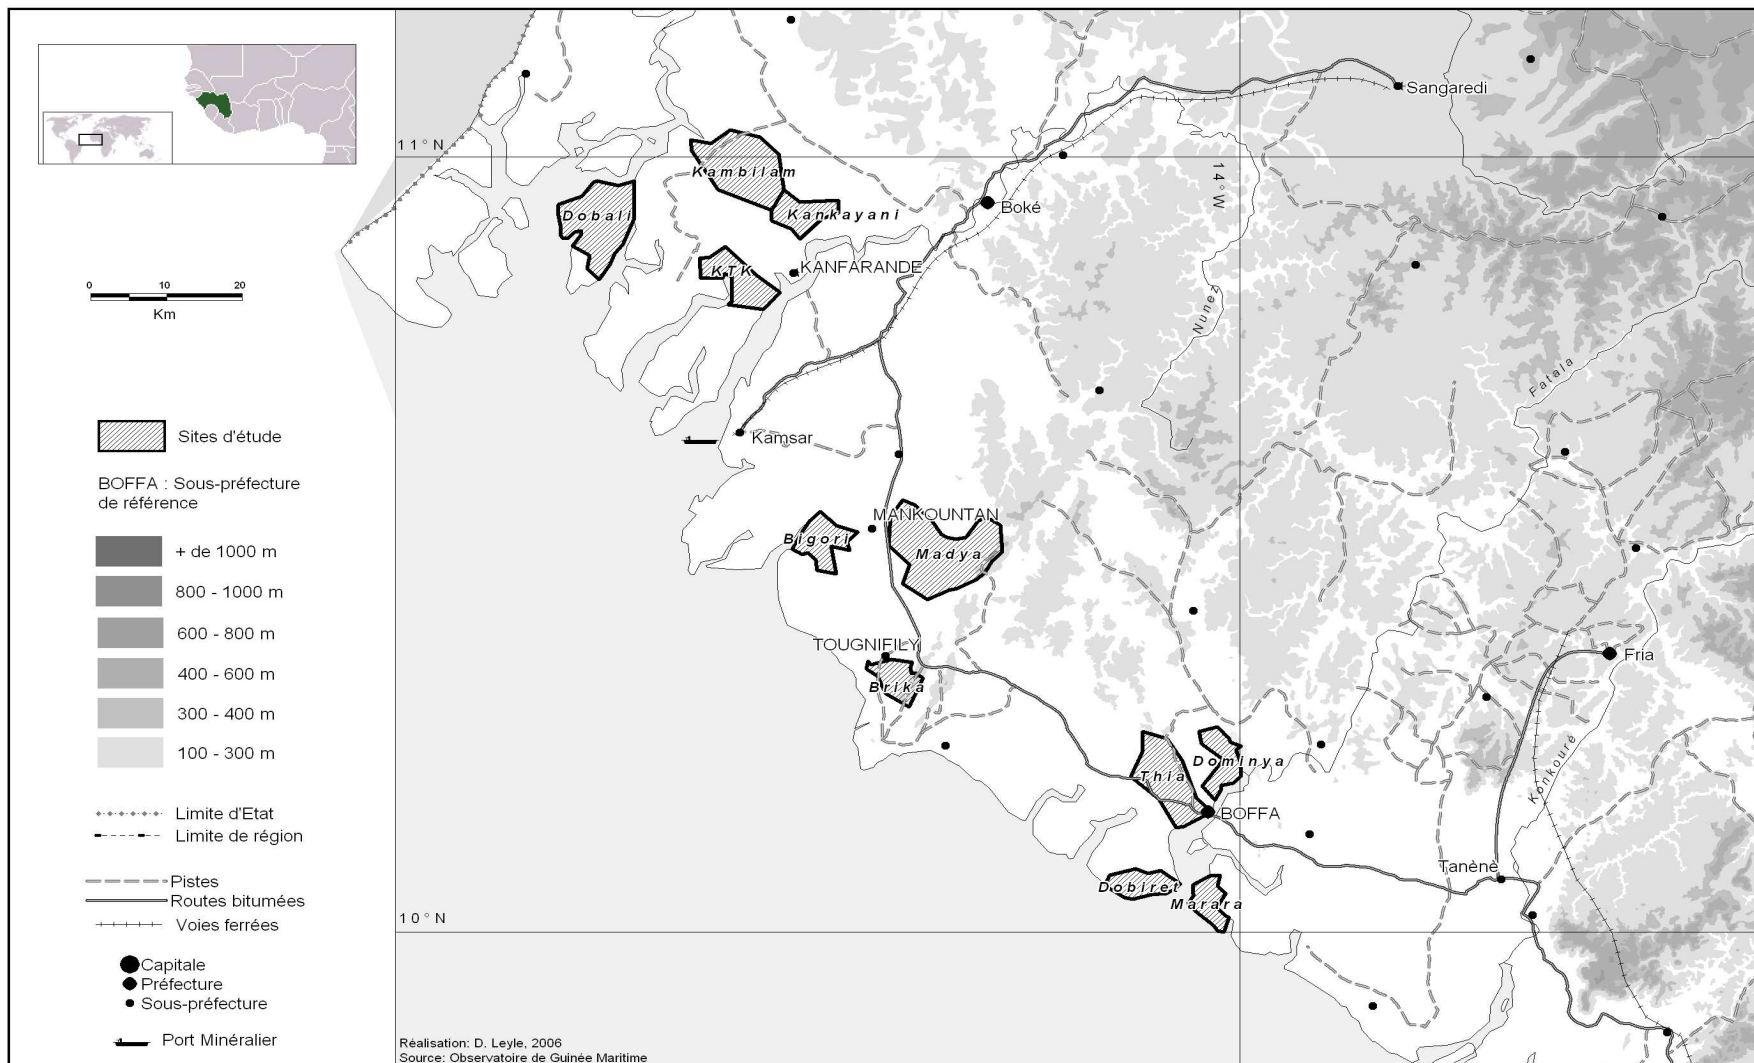 11° N
14° W
Sangaredi
Kambilam
Dobali
Kankayani
Boké
KTK
KANFARANDE
0 10 20
Km
Nunez
Fatala
Kamsar
Sites d'étude
BOFFA : Sous-préfecture
de référence
MANKOUNTAN
Bigori
Madya
+ de 1000 m
800 - 1000 m
600 - 800 m
400 - 600 m
300 - 400 m
100 - 300 m
TOUGNIFILY
Brika
Fria
Konkouré
Dominya
Thia
BOFFA
Limite d'Etat
Limite de région
Tanènè
Dobiret
Marara
Pistes
Routes bitumées
Voies ferrées
10° N
Capitale
Préfecture
Sous-préfecture
Port Minéralier
Réalisation: D. Leyle, 2006
Source: Observatoire de Guinée Maritime